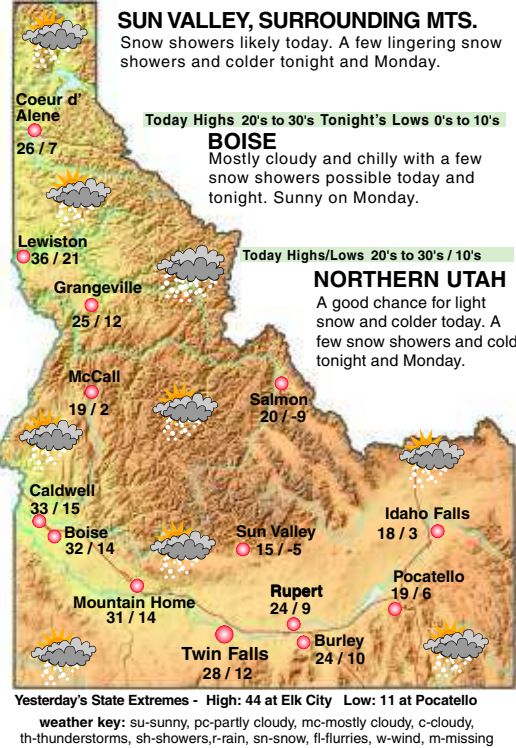 SUN VALLEY, SURROUNDING MTS.
Snow showers likely today. A few lingering snow
showers and colder tonight and Monday.
Today Highs 20's to 30's Tonight's Lows 0's to 10's
BOISE
Mostly cloudy and chilly with a few
snow showers possible today and
tonight. Sunny on Monday.
Today Highs/Lows 20's to 30's / 10's
NORTHERN UTAH
A good chance for light
snow and colder today. A
few snow showers and cold
tonight and Monday.
Coeur d'
Alene
26 / 7
Lewiston
36 / 21
Grangeville
25 / 12
McCall
19 / 2
Salmon
20 / -9
Caldwell
33 / 15
Boise
32 / 14
Sun Valley
15 / -5
Idaho Falls
18 / 3
Mountain Home
31 / 14
Pocatello
19 / 6
Rupert
24 / 9
Burley
24 / 10
Twin Falls
28 / 12
Yesterday's State Extremes - High: 44 at Elk City Low: 11 at Pocatello
weather key: su-sunny, pc-partly cloudy, mc-mostly cloudy, c-cloudy,
th-thunderstorms, sh-showers,r-rain, sn-snow, fl-flurries, w-wind, m-missing